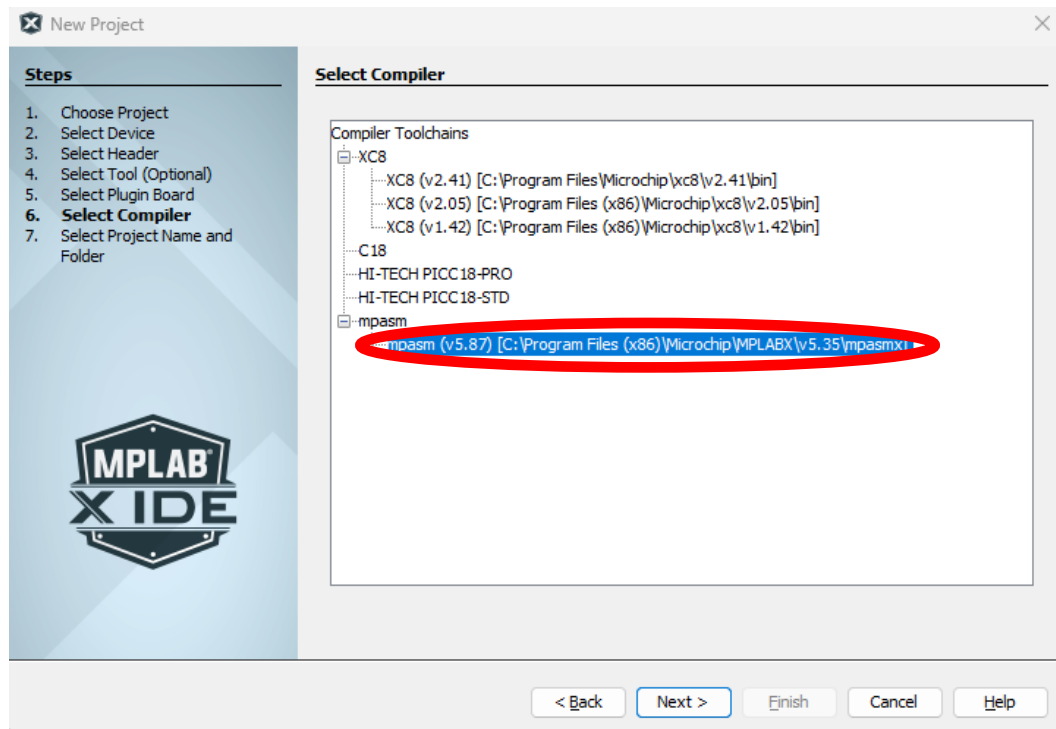 New Project
Steps
1. Choose Project
2. Select Device
3. Select Header
4. Select Tool (Optional)
5. Select Plugin Board
6. Select Compiler
7. Select Project Name and
Folder
MPLAB
X IDE
Select Compiler
Compiler Toolchains
XC8
XC8 (v2.41) [C:\Program Files\Microchip\xc8\v2.41\bin]
XC8 (v2.05) [C:\Program Files (x86)\Microchip\xc8\v2.05\bin]
XC8 (v1.42) [C:\Program Files (x86)\Microchip\xc8\v1.42\bin]
C18
HI-TECH PICC18-PRO
HI-TECH PICC18-STD
mpasm
mpasm (v5.87) [C:\Program Files (x86)\Microchip\MPLABX\v5.35\mpasmx]
< Back
Next >
Finish
Cancel
Help